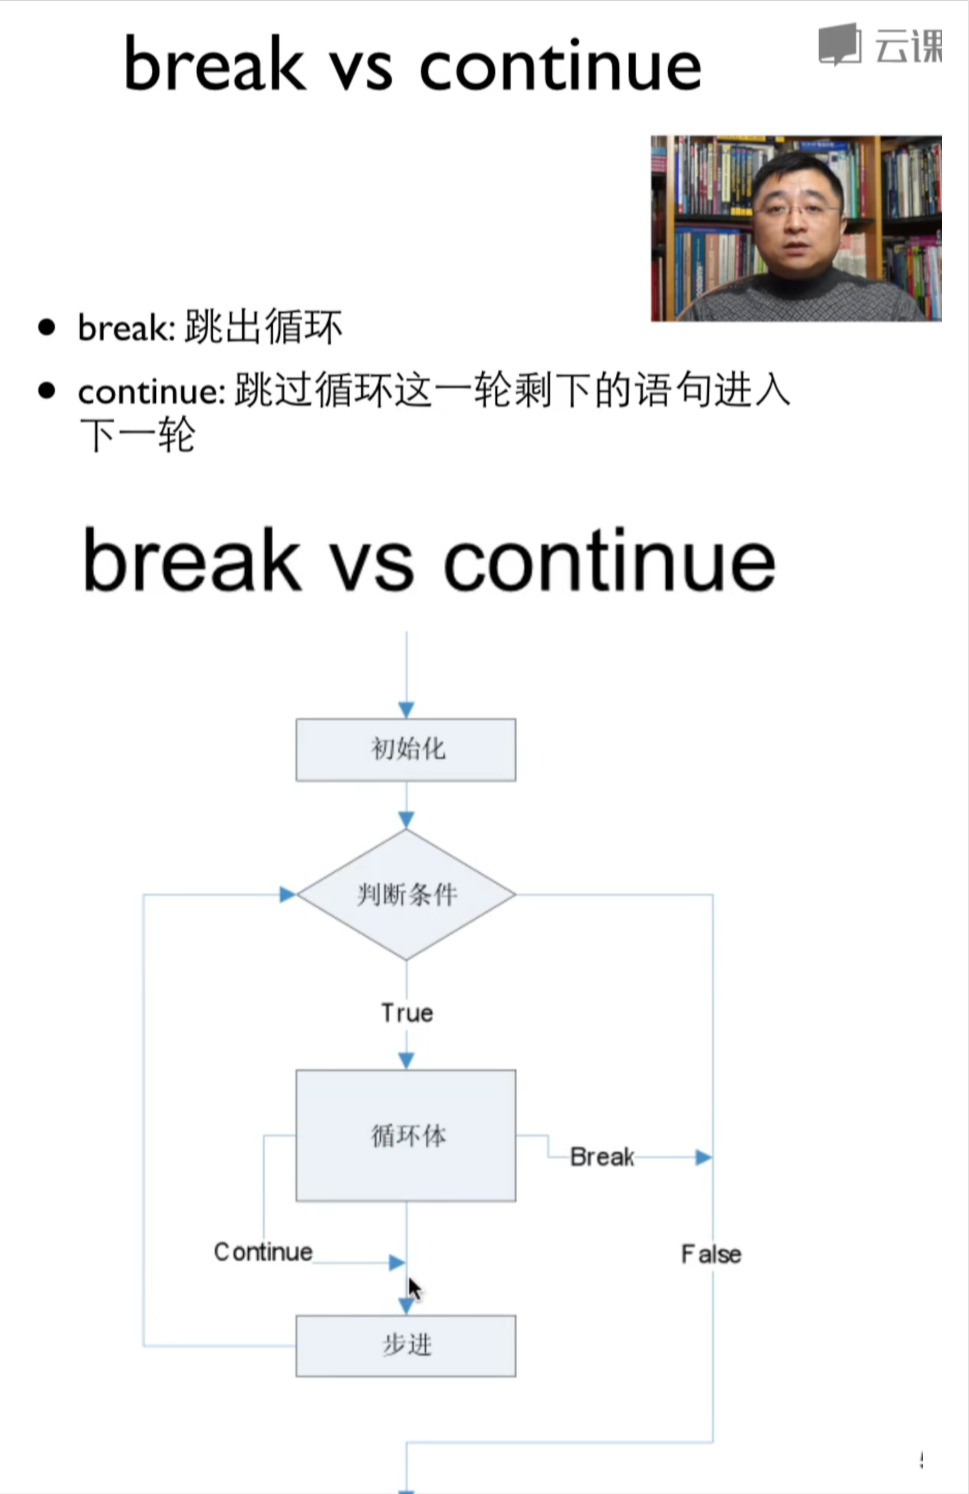 break vs continue
云课
break: 跳出循环
continue: 跳过循环这一轮剩下的语句进入
下一轮
break vs continue
初始化
判断条件
True
循环体
Break
Continue
False
步进